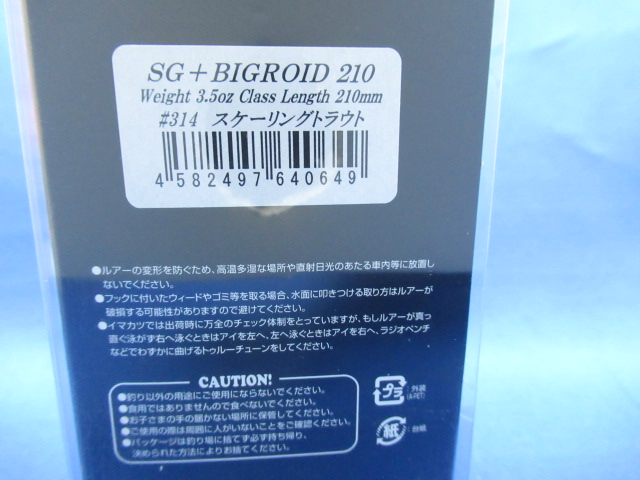 SG+BIGROID 210
Weight 3.5oz Class Length 210mm
#314 スケーリングトラウト
4 582497 640649
●ルアーの変形を防ぐため、高温多湿な場所や直射日光のあたる車内等に放置し
ないでください。
●フックに付いたウィードやゴミ等を取る場合、水面に叩きつける取り方はルアーが
破損する可能性がありますので避けてください。
●イマカツでは出荷時に万全のチェック体制をとっていますが、もしルアーが真っ
直ぐ泳がず右へ泳ぐときはアイを左へ、左へ泳ぐときはアイを右へ、ラジオペンチ
などでわずかに曲げるトゥルーチューンをしてください。
CAUTION!
●釣り以外の用途にご使用にならないでください。
●食用ではありませんので食べないでください。
●お子さまの手の届かない場所に保管してください。
●ご使用の際は周囲に人がいないことをご確認ください。
●パッケージは釣り場に捨てず必ず持ち帰り、
決められた方法によりお捨てください。
プラ
:外装
(A-PET)
紙
:台紙